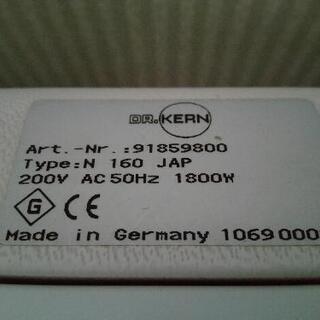 DR.KERN
Art.-Nr.:91859800
Type:N 160 JAP
200V AC50Hz 1800W
G CE
Made in Germany 1069000